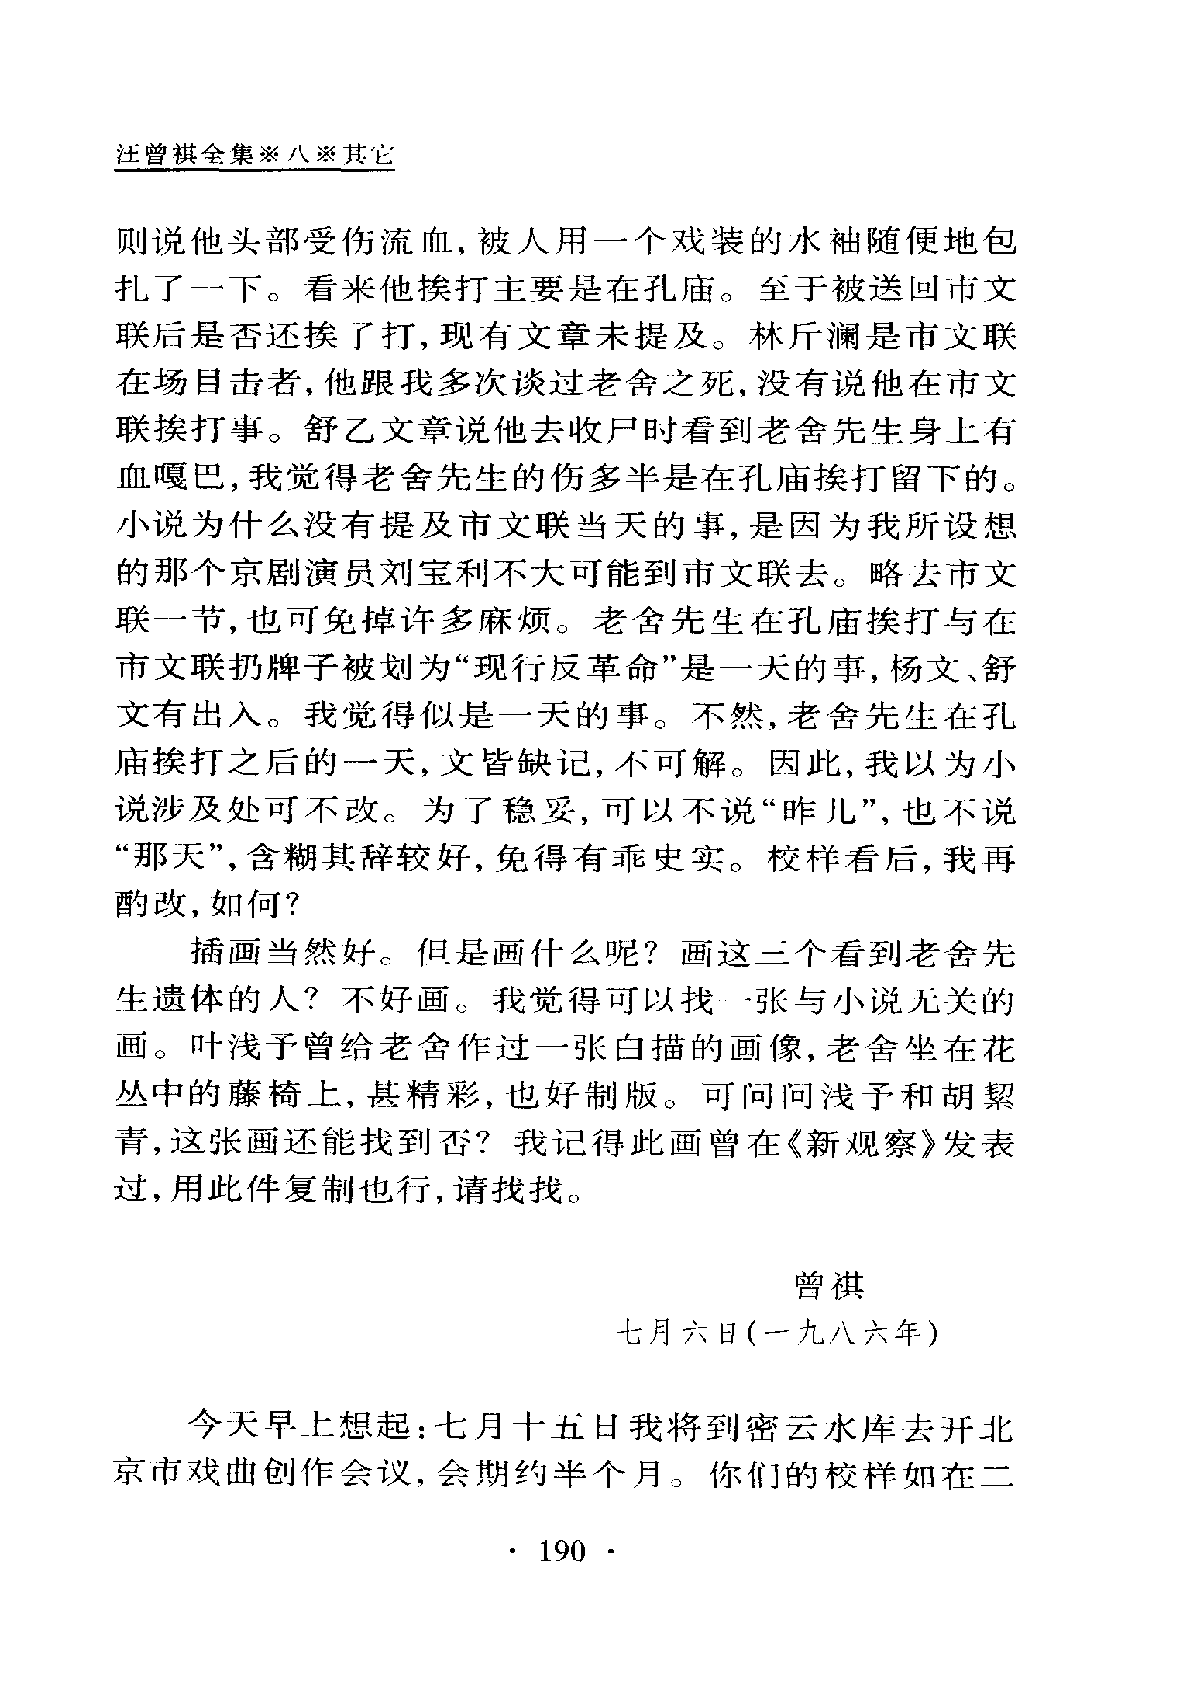 汪曾祺全集※八※其它
则说他头部受伤流血,被人用一个戏装的水袖随便地包
扎了一下。看来他挨打主要是在孔庙。至于被送回市文
联后是否还挨了打,现有文章未提及。林斤澜是市文联
在场目击者,他跟我多次谈过老舍之死,没有说他在市文
联挨打事。舒乙文章说他去收尸时看到老舍先生身上有
血嘎巴,我觉得老舍先生的伤多半是在孔庙挨打留下的。
小说为什么没有提及市文联当天的事,是因为我所设想
的那个京剧演员刘宝利不大可能到市文联去。略去市文
联一节,也可免掉许多麻烦。老舍先生在孔庙挨打与在
市文联扔牌子被划为“现行反革命”是一天的事,杨文、舒
文有出入。我觉得似是一天的事。不然,老舍先生在孔
庙挨打之后的一天,文皆缺记,不可解。因此,我以为小
说涉及处可不改。为了稳妥,可以不说“昨儿”,也不说
“那天”,含糊其辞较好,免得有乖史实。校样看后,我再
酌改,如何?
插画当然好。但是画什么呢?画这三个看到老舍先
生遗体的人?不好画。我觉得可以找一张与小说无关的
画。叶浅予曾给老舍作过一张白描的画像,老舍坐在花
丛中的藤椅上,甚精彩,也好制版。可问问浅予和胡絜
青,这张画还能找到否?我记得此画曾在《新观察》发表
过,用此件复制也行,请找找。
曾祺
七月六日(一九八六年)
今天早上想起:七月十五日我将到密云水库去开北
京市戏曲创作会议,会期约半个月。你们的校样如在二
· 190 ·